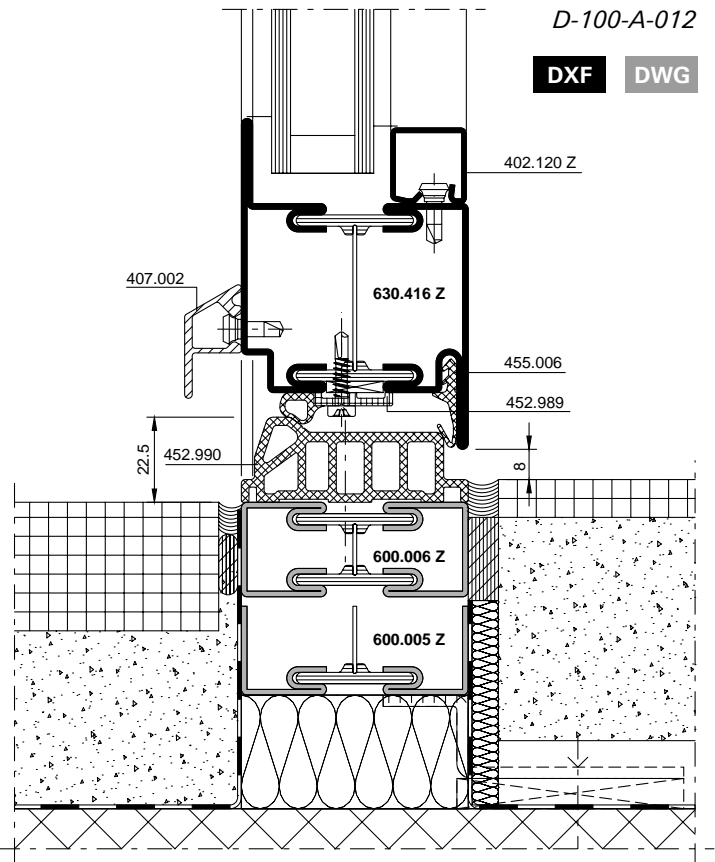 D-100-A-012
DXF DWG
402.120 Z
407.002
630.416 Z
455.006
452.989
22.5
452.990
8
600.006 Z
600.005 Z